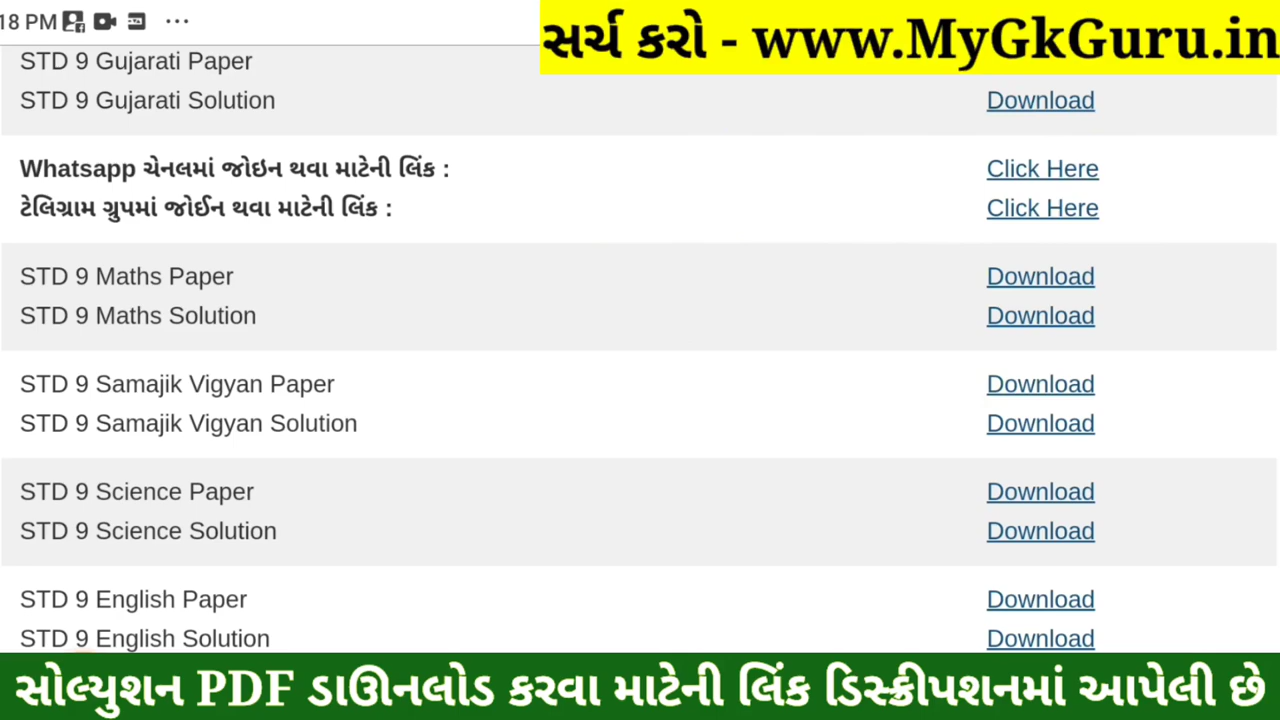 18 PM
સર્ચ કરો - www.MyGkGuru.in
STD 9 Gujarati Paper
STD 9 Gujarati Solution Download
Whatsapp ચેનલમાં જોઇન થવા માટેની લિંક : Click Here
ટેલિગ્રામ ગ્રુપમાં જોઈન થવા માટેની લિંક : Click Here
STD 9 Maths Paper Download
STD 9 Maths Solution Download
STD 9 Samajik Vigyan Paper Download
STD 9 Samajik Vigyan Solution Download
STD 9 Science Paper Download
STD 9 Science Solution Download
STD 9 English Paper Download
STD 9 English Solution Download
સોલ્યુશન PDF ડાઊનલોડ કરવા માટેની લિંક ડિસ્ક્રીપશનમાં આપેલી છે